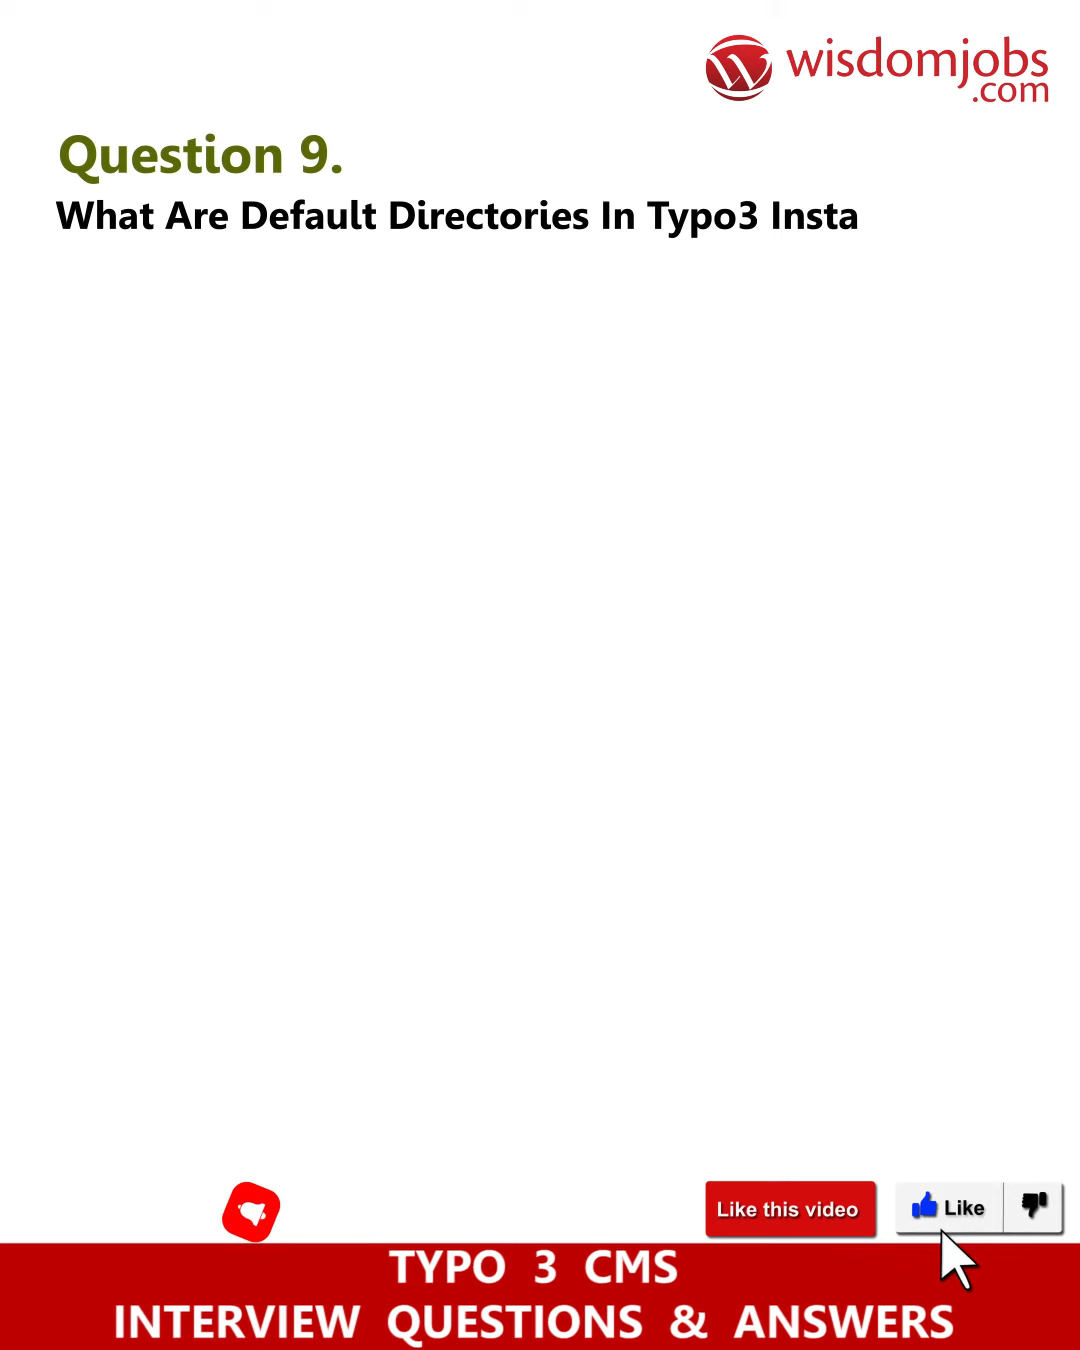 wisdomjobs
.com
Question 9.
What Are Default Directories In Typo3 Insta
Like this video
Like
TYPO 3 CMS
INTERVIEW QUESTIONS & ANSWERS